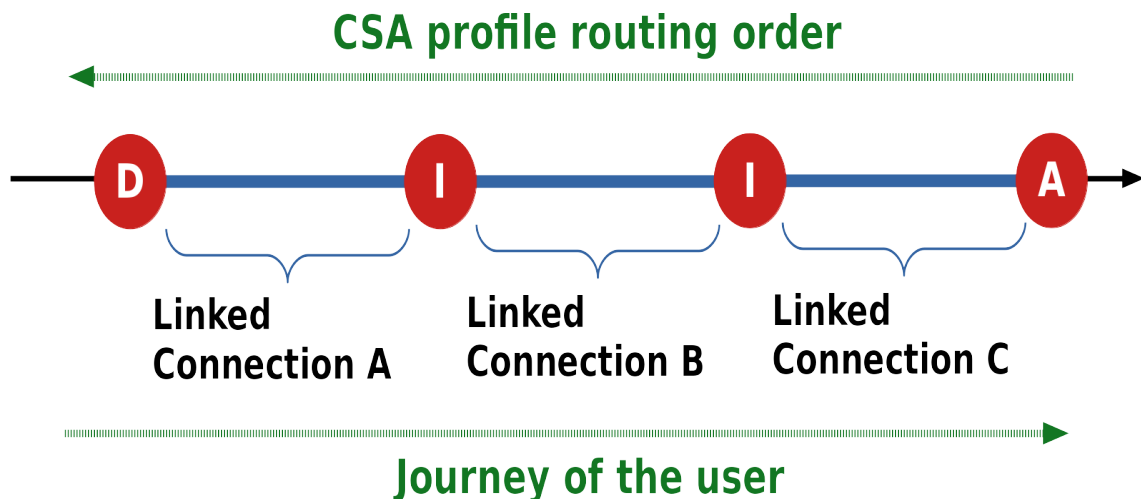 CSA profile routing order
D I I A
Linked
Connection A
Linked
Connection B
Linked
Connection C
Journey of the user